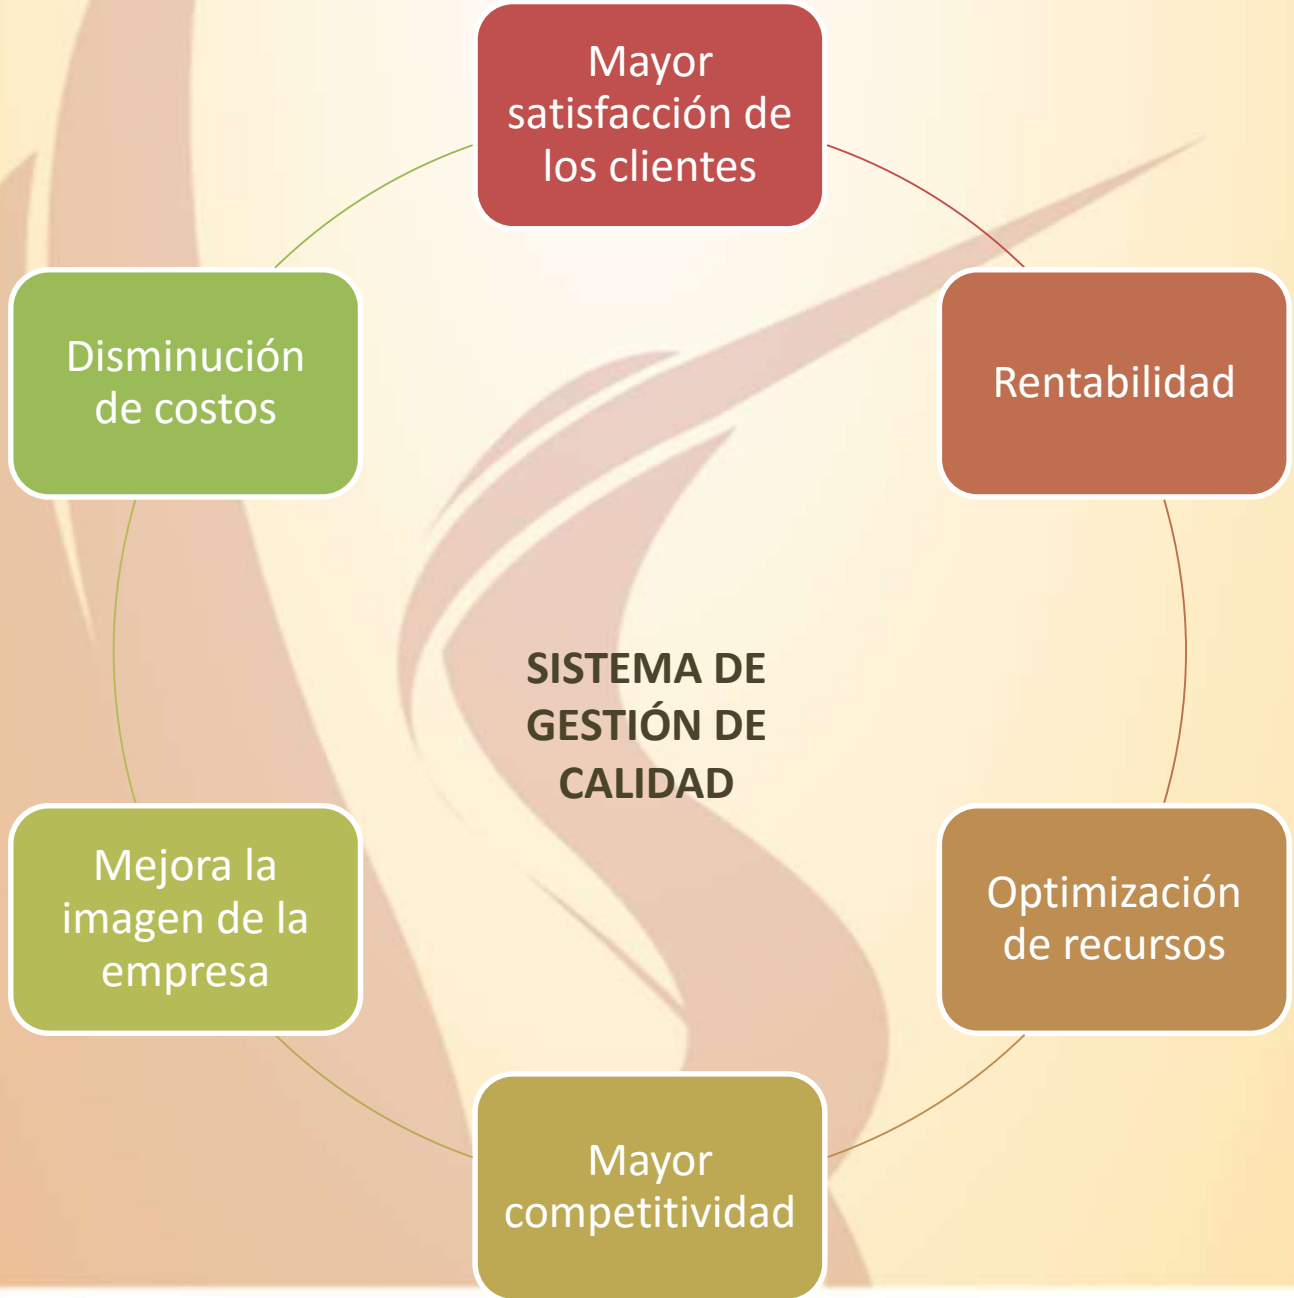 Mayor
satisfacción de
los clientes
Rentabilidad
Optimización
de recursos
Mayor
competitividad
Mejora la
imagen de la
empresa
Disminución
de costos
SISTEMA DE
GESTIÓN DE
CALIDAD